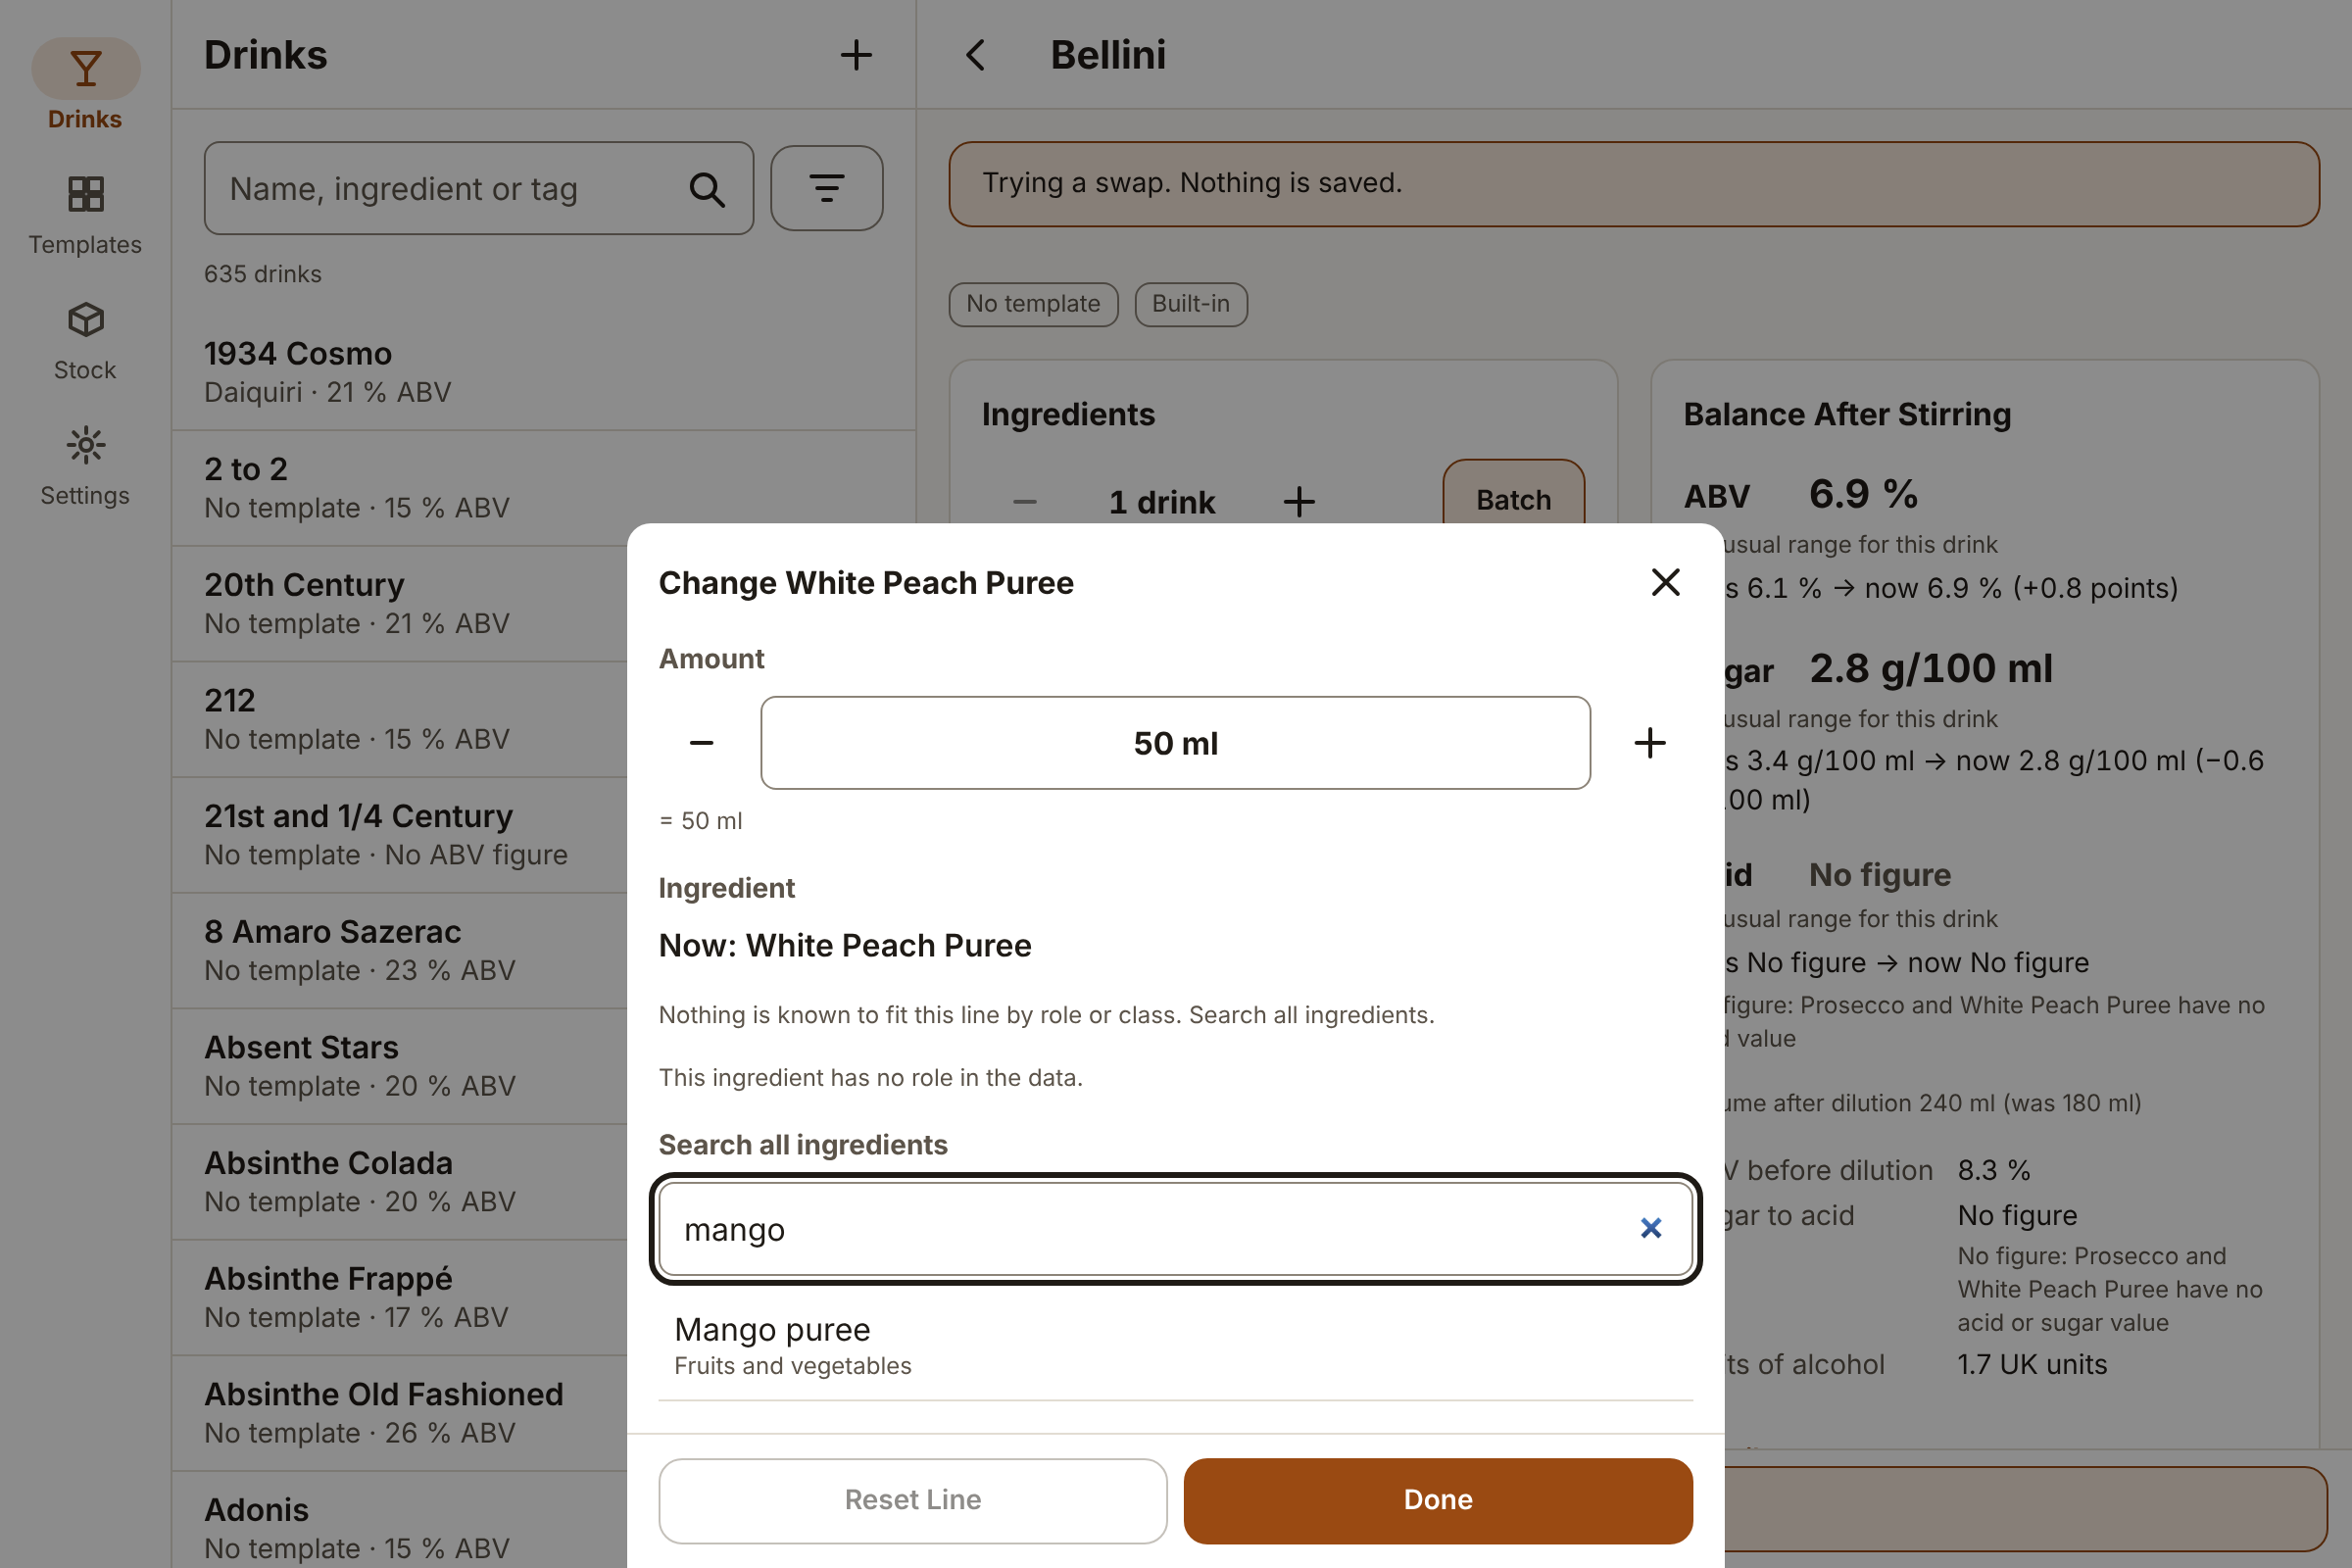 Drinks
Templates
Stock
Settings
Drinks
Name, ingredient or tag
635 drinks
1934 Cosmo
Daiquiri · 21 % ABV
2 to 2
No template · 15 % ABV
20th Century
No template · 21 % ABV
212
No template · 15 % ABV
21st and 1/4 Century
No template · No ABV figure
8 Amaro Sazerac
No template · 23 % ABV
Absent Stars
No template · 20 % ABV
Absinthe Colada
No template · 20 % ABV
Absinthe Frappé
No template · 17 % ABV
Absinthe Old Fashioned
No template · 26 % ABV
Adonis
No template · 15 % ABV
Bellini
Trying a swap. Nothing is saved.
No template
Built-in
Ingredients
1 drink
Batch
Balance After Stirring
ABV 6.9 %
usual range for this drink
6.1 % → now 6.9 % (+0.8 points)
2.8 g/100 ml
usual range for this drink
3.4 g/100 ml → now 2.8 g/100 ml (−0.6
00 ml)
No figure
usual range for this drink
No figure → now No figure
figure: Prosecco and White Peach Puree have no
value
after dilution 240 ml (was 180 ml)
before dilution 8.3 %
to acid No figure
No figure: Prosecco and
White Peach Puree have no
acid or sugar value
of alcohol 1.7 UK units
Change White Peach Puree
Amount
50 ml
= 50 ml
Ingredient
Now: White Peach Puree
Nothing is known to fit this line by role or class. Search all ingredients.
This ingredient has no role in the data.
Search all ingredients
mango
Mango puree
Fruits and vegetables
Reset Line
Done